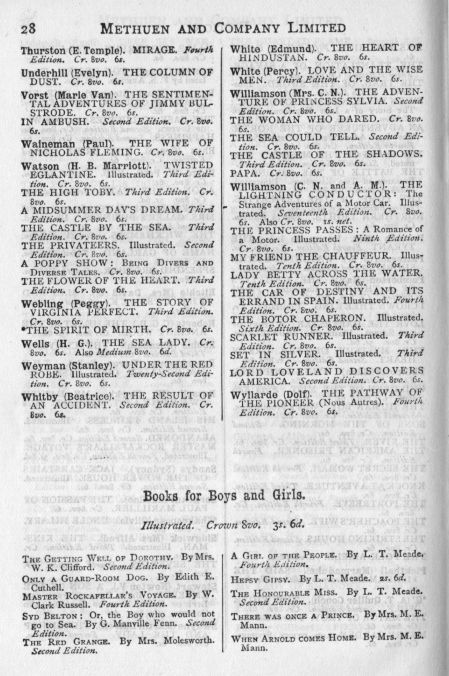 28
METHUEN AND COMPANY LIMITED
Thurston (E. Temple). MIRAGE. Fourth
Edition. Cr. 8vo. 6s.
Underhill (Evelyn). THE COLUMN OF
DUST. Cr. 8vo. 6s.
Vorst (Marie Van). THE SENTIMEN-
TAL ADVENTURES OF JIMMY BUL-
STRODE. Cr. 8vo. 6s.
IN AMBUSH. Second Edition. Cr. 8vo.
6s.
Waineman (Paul). THE WIFE OF
NICHOLAS FLEMING. Cr. 8vo. 6s.
Watson (H. B. Marriott). TWISTED
EGLANTINE. Illustrated. Third Edi-
tion. Cr. 8vo. 6s.
THE HIGH TOBY. Third Edition. Cr.
8vo. 6s.
A MIDSUMMER DAY'S DREAM. Third
Edition. Cr. 8vo. 6s.
THE CASTLE BY THE SEA. Third
Edition. Cr. 8vo. 6s.
THE PRIVATEERS. Illustrated. Second
Edition. Cr. 8vo. 6s.
A POPPY SHOW: BEING DIVERS AND
DIVERSE TALES. Cr. 8vo. 6s.
THE FLOWER OF THE HEART. Third
Edition. Cr. 8vo. 6s.
Webling (Peggy). THE STORY OF
VIRGINIA PERFECT. Third Edition.
Cr. 8vo. 6s.
*THE SPIRIT OF MIRTH. Cr. 8vo. 6s.
Wells (H. G.). THE SEA LADY. Cr.
8vo. 6s. Also Medium 8vo. 6d.
Weyman (Stanley). UNDER THE RED
ROBE. Illustrated. Twenty-Second Edi-
tion. Cr. 8vo. 6s.
Whitby (Beatrice). THE RESULT OF
AN ACCIDENT. Second Edition. Cr.
8vo. 6s.
White (Edmund). THE HEART OF
HINDUSTAN. Cr. 8vo. 6s.
White (Percy). LOVE AND THE WISE
MEN. Third Edition. Cr. 8vo. 6s.
Williamson (Mrs. C. N.). THE ADVEN-
TURE OF PRINCESS SYLVIA. Second
Edition. Cr. 8vo. 6s.
THE WOMAN WHO DARED. Cr. 8vo.
6s.
THE SEA COULD TELL. Second Edi-
tion. Cr. 8vo. 6s.
THE CASTLE OF THE SHADOWS.
Third Edition. Cr. 8vo. 6s.
PAPA. Cr. 8vo. 6s.
Williamson (C. N. and A. M.). THE
LIGHTNING CONDUCTOR: The
Strange Adventures of a Motor Car. Illus-
trated. Seventeenth Edition. Cr. 8vo.
6s. Also Cr. 8vo. 1s. net.
THE PRINCESS PASSES: A Romance of
a Motor. Illustrated. Ninth Edition.
Cr. 8vo. 6s.
MY FRIEND THE CHAUFFEUR. Illus-
trated. Tenth Edition. Cr. 8vo. 6s.
LADY BETTY ACROSS THE WATER.
Tenth Edition. Cr. 8vo. 6s.
THE CAR OF DESTINY AND ITS
ERRAND IN SPAIN. Illustrated. Fourth
Edition. Cr. 8vo. 6s.
THE BOTOR CHAPERON. Illustrated.
Sixth Edition. Cr. 8vo. 6s.
SCARLET RUNNER. Illustrated. Third
Edition. Cr. 8vo. 6s.
SET IN SILVER. Illustrated. Third
Edition. Cr. 8vo. 6s.
LORD LOVELAND DISCOVERS
AMERICA. Second Edition. Cr. 8vo. 6s.
Wyllarde (Dolf). THE PATHWAY OF
THE PIONEER (Nous Autres). Fourth
Edition. Cr. 8vo. 6s.
Books for Boys and Girls.
Illustrated. Crown 8vo. 3s. 6d.
THE GETTING WELL OF DOROTHY. By Mrs.
W. K. Clifford. Second Edition.
ONLY A GUARD-ROOM DOG. By Edith E.
Cuthell.
MASTER ROCKAFELLAR'S VOYAGE. By W.
Clark Russell. Fourth Edition.
SYD BELTON: Or, the Boy who would not
go to Sea. By G. Manville Fenn. Second
Edition.
THE RED GRANGE. By Mrs. Molesworth.
Second Edition.
A GIRL OF THE PEOPLE. By L. T. Meade.
Fourth Edition.
HEPSY GIPSY. By L. T. Meade. 2s. 6d.
THE HONOURABLE MISS. By L. T. Meade.
Second Edition.
THERE WAS ONCE A PRINCE. By Mrs. M. E.
Mann.
WHEN ARNOLD COMES HOME. By Mrs. M. E.
Mann.